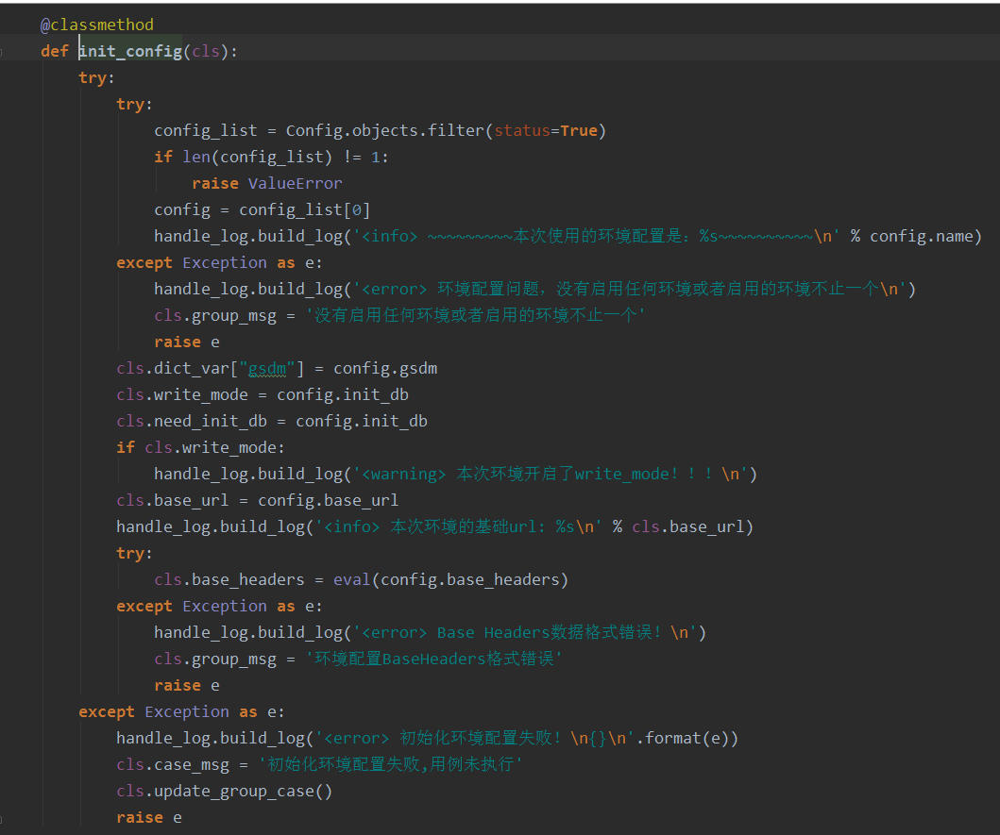 @classmethod
def init_config(cls):
    try:
        try:
            config_list = Config.objects.filter(status=True)
            if len(config_list) != 1:
                raise ValueError
            config = config_list[0]
            handle_log.build_log('<info> ~~~~~~~~~本次使用的环境配置是：%s~~~~~~~~~~\n' % config.name)
        except Exception as e:
            handle_log.build_log('<error> 环境配置问题，没有启用任何环境或者启用的环境不止一个\n')
            cls.group_msg = '没有启用任何环境或者启用的环境不止一个'
            raise e
        cls.dict_var["gsdm"] = config.gsdm
        cls.write_mode = config.init_db
        cls.need_init_db = config.init_db
        if cls.write_mode:
            handle_log.build_log('<warning> 本次环境开启了write_mode！！！\n')
        cls.base_url = config.base_url
        handle_log.build_log('<info> 本次环境的基础url：%s\n' % cls.base_url)
        try:
            cls.base_headers = eval(config.base_headers)
        except Exception as e:
            handle_log.build_log('<error> Base Headers数据格式错误！\n')
            cls.group_msg = '环境配置BaseHeaders格式错误'
            raise e
    except Exception as e:
        handle_log.build_log('<error> 初始化环境配置失败！\n{}\n'.format(e))
        cls.case_msg = '初始化环境配置失败,用例未执行'
        cls.update_group_case()
        raise e